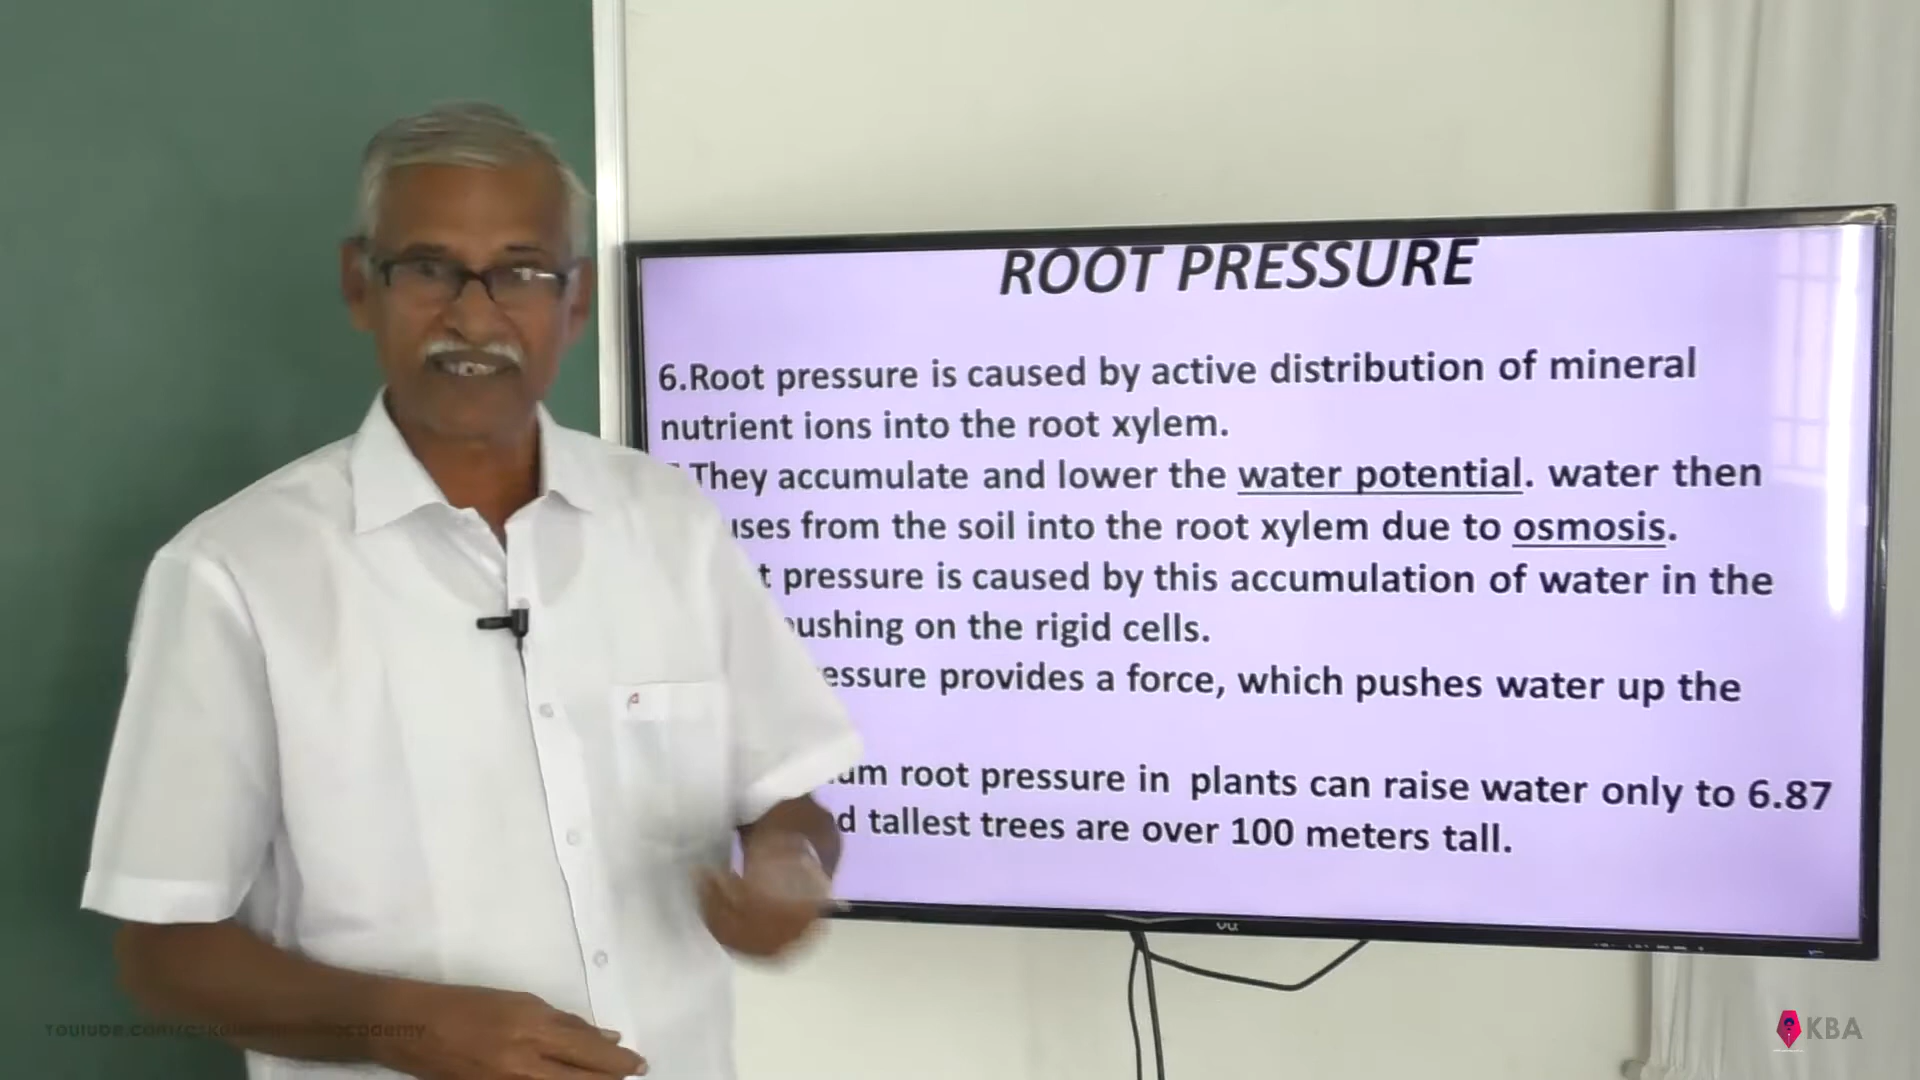 ROOT PRESSURE
6.Root pressure is caused by active distribution of mineral
nutrient ions into the root xylem.
They accumulate and lower the water potential. water then
from the soil into the root xylem due to osmosis.
pressure is caused by this accumulation of water in the
on the rigid cells.
provides a force, which pushes water up the
root pressure in plants can raise water only to 6.87
tallest trees are over 100 meters tall.
VU
KBA